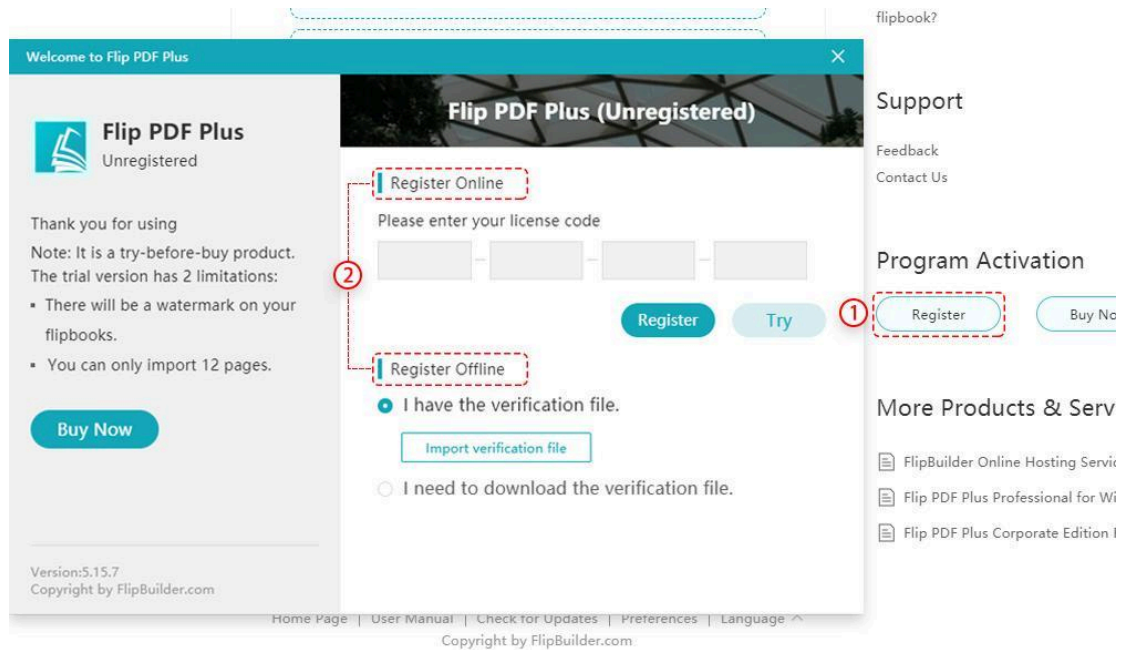 flipbook?
Welcome to Flip PDF Plus
Flip PDF Plus
Unregistered
Thank you for using
Note: It is a try-before-buy product.
The trial version has 2 limitations:
▪ There will be a watermark on your
flipbooks.
▪ You can only import 12 pages.
Buy Now
Version:5.15.7
Copyright by FlipBuilder.com
Flip PDF Plus (Unregistered)
Register Online
Please enter your license code
2
Register
Try
Register Offline
I have the verification file.
Import verification file
I need to download the verification file.
Support
Feedback
Contact Us
Program Activation
1
Register
Buy No
More Products & Serv
FlipBuilder Online Hosting Servic
Flip PDF Plus Professional for Wi
Flip PDF Plus Corporate Edition
Home Page | User Manual | Check for Updates | Preferences | Language
Copyright by FlipBuilder.com